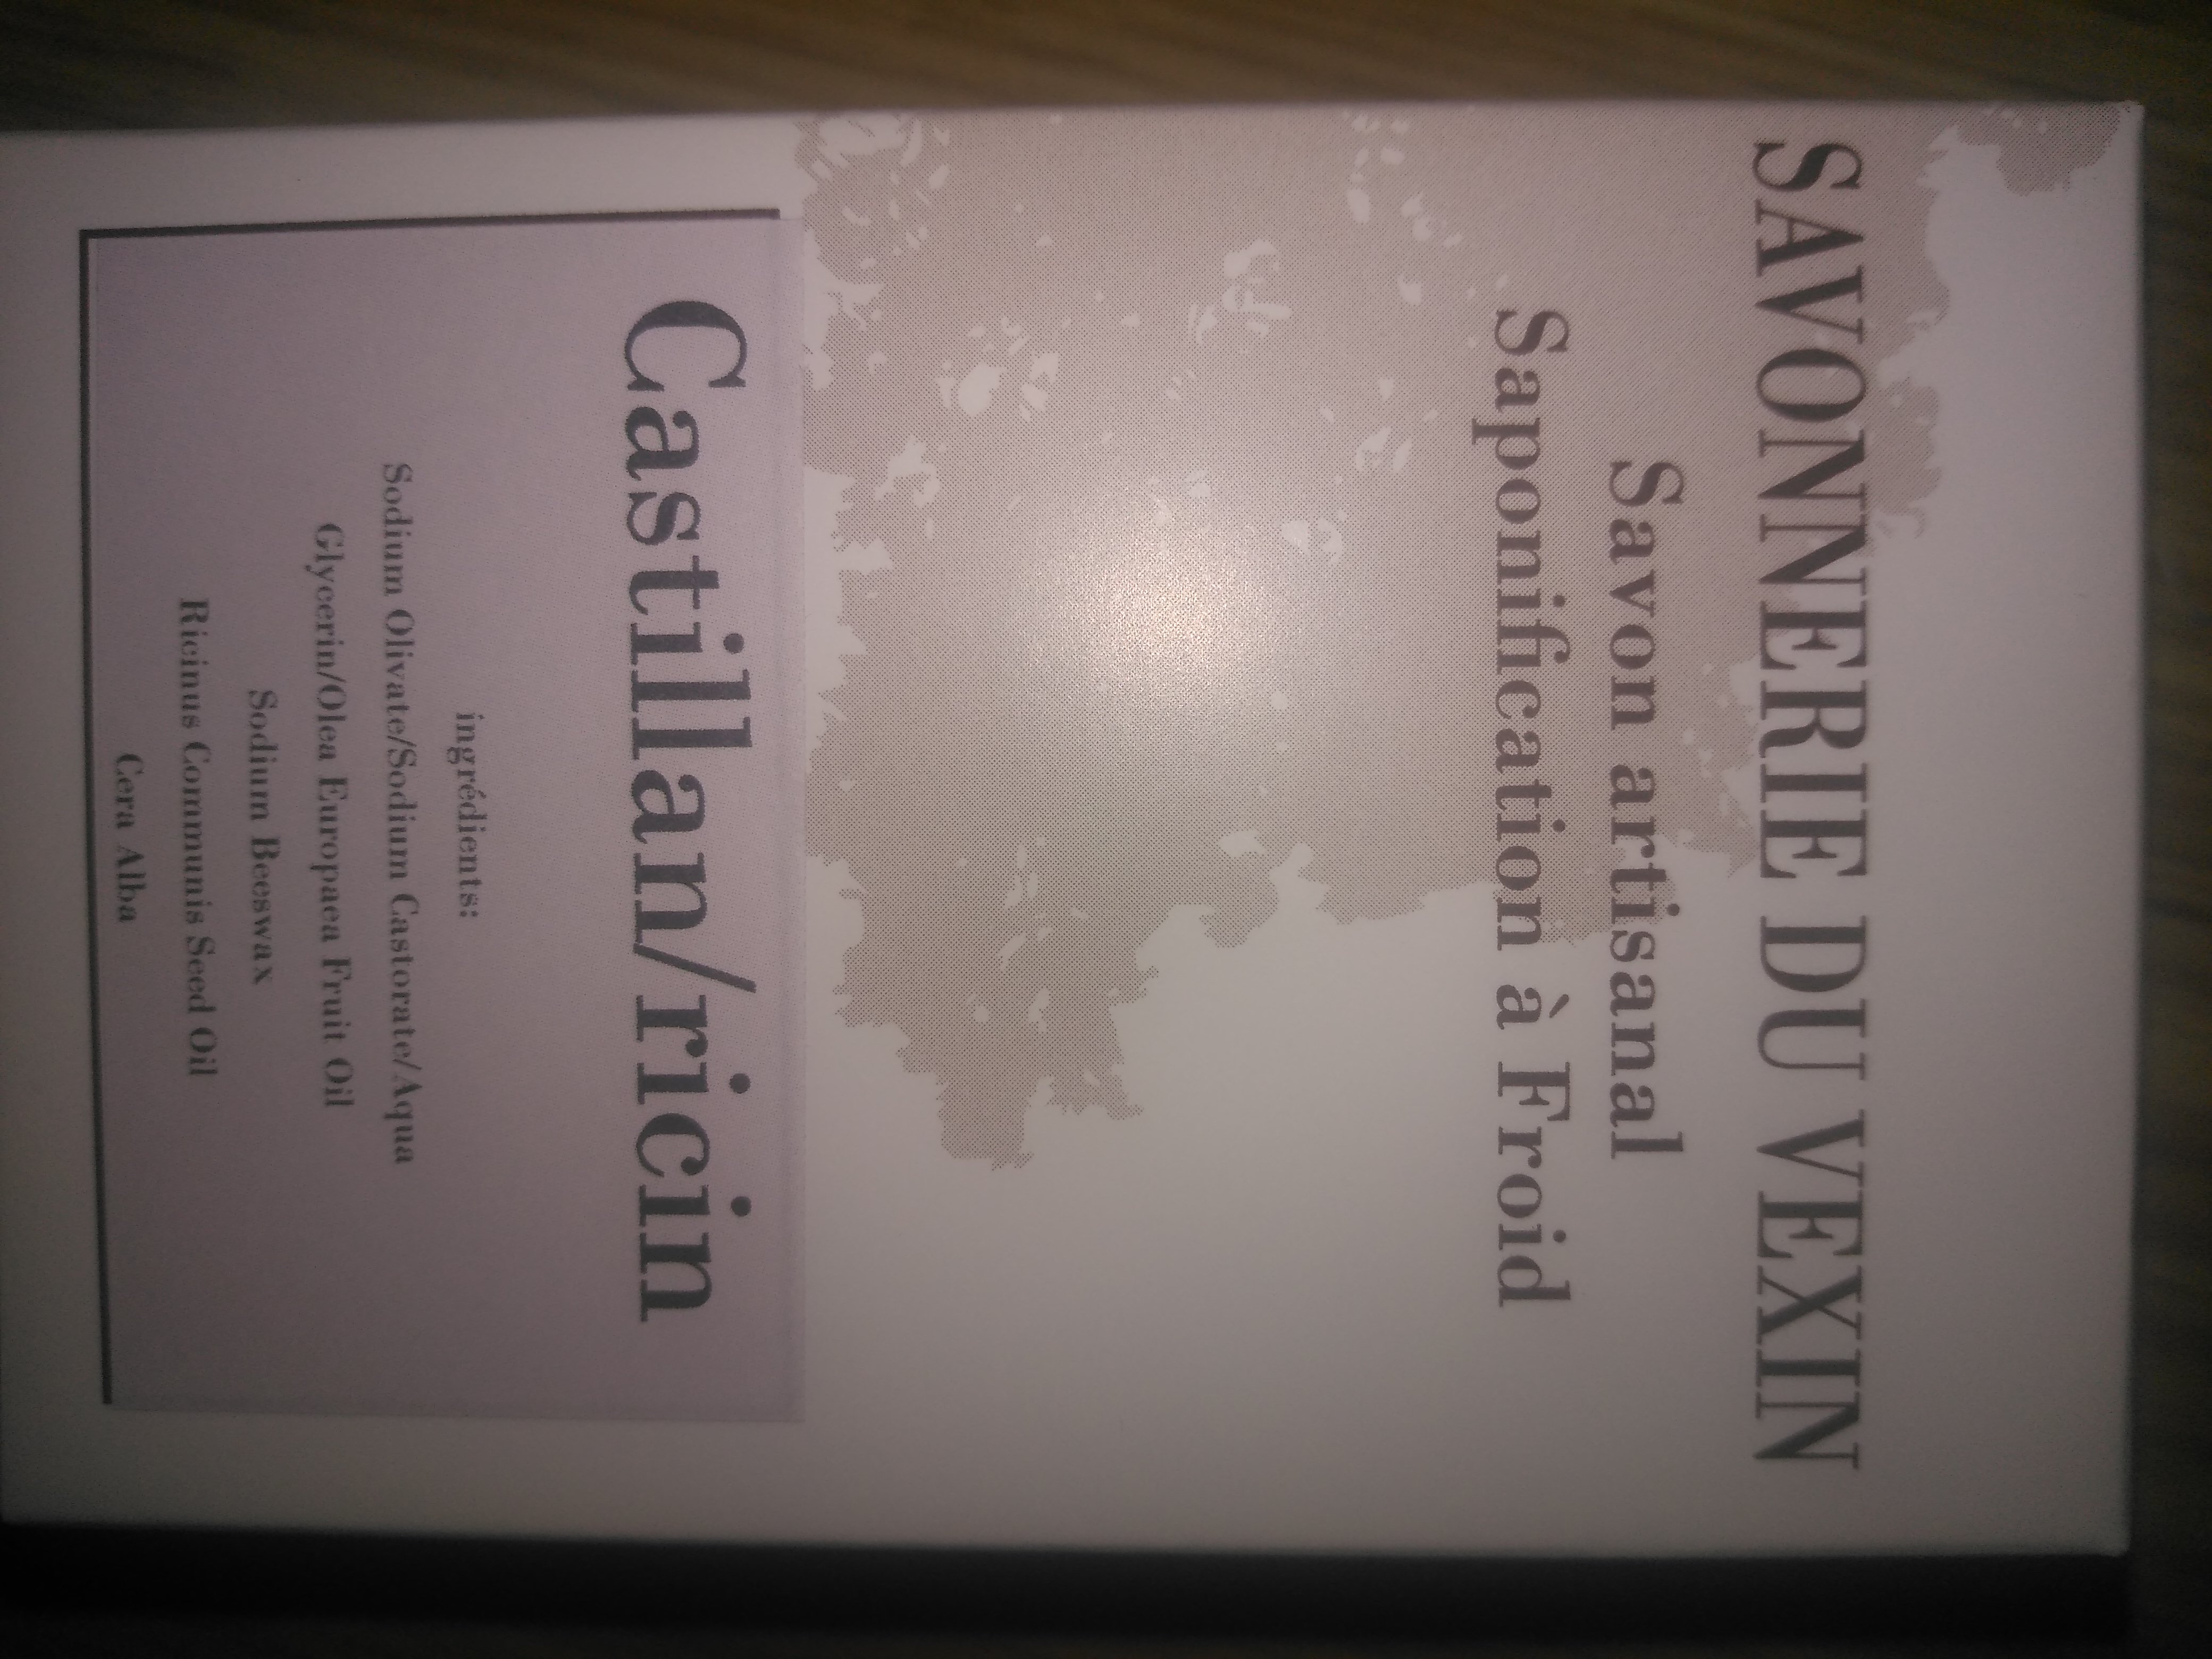 SAVONNERIE DU VEXIN
Savon artisanal
Saponification à Froid
Castillan/ricin
ingrédients:
Sodium Olivate/Sodium Castorate/Aqua
Glycerin/Olea Europaea Fruit Oil
Sodium Beeswax
Ricinus Communis Seed Oil
Cera Alba